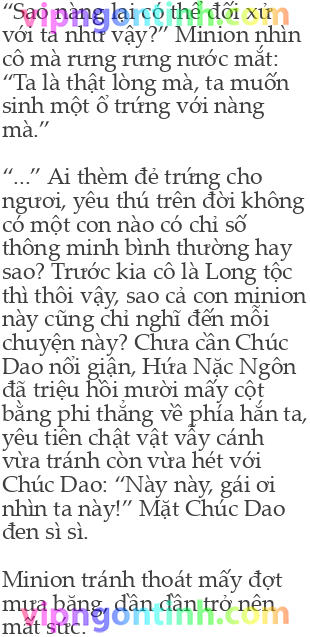 “Sao nàng lại có thể đối xử
vipngontinh.com
với ta như vậy?” Minion nhìn
cô mà rưng rưng nước mắt:
“Ta là thật lòng mà, ta muốn
sinh một ổ trứng với nàng
mà.”
“...” Ai thèm đẻ trứng cho
ngươi, yêu thú trên đời không
có một con nào có chỉ số
thông minh bình thường hay
sao? Trước kia cô là Long tộc
thì thôi vậy, sao cả con minion
này cũng chỉ nghĩ đến mỗi
chuyện này? Chưa cần Chúc
Dao nổi giận, Hứa Nặc Ngôn
đã triệu hồi mười mấy cột
băng phi thẳng về phía hắn ta,
yêu tiên chật vật vẫy cánh
vừa tránh còn vừa hét với
Chúc Dao: “Này này, gái ơi
nhìn ta này!” Mặt Chúc Dao
đen sì sì.
Minion tránh thoát mấy đợt
mưa băng, dần dần trở nên
vipngontinh.com
mất sức.